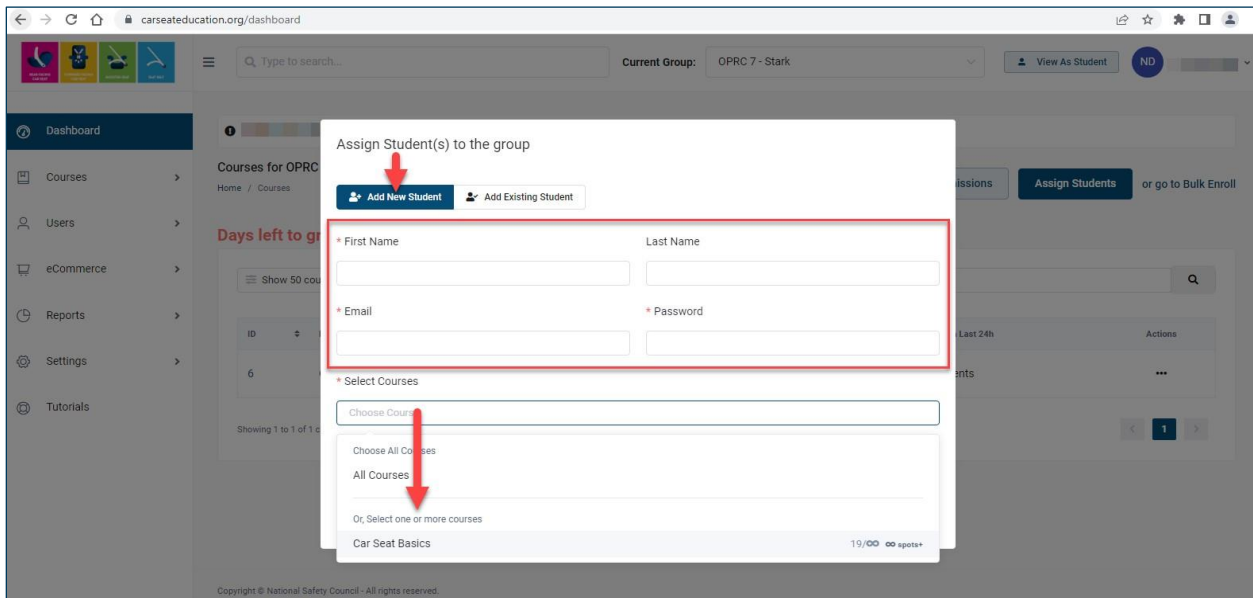 carseateducation.org/dashboard
Type to search...
Current Group:
OPRC 7 - Stark
View As Student
ND
Dashboard
Courses for OPRC
Home / Courses
issions
Assign Students
or go to Bulk Enroll
Courses
Users
eCommerce
Reports
Settings
Tutorials
Days left to gr
Show 50 cou
ID
Last 24h
Actions
6
ents
•••
Showing 1 to 1 of 1 c
< 1 >
Assign Student(s) to the group
Add New Student
Add Existing Student
* First Name
Last Name
* Email
* Password
* Select Courses
Choose Cours
Choose All Courses
All Courses
Or, Select one or more courses
Car Seat Basics
19/∞ ∞ spots+
Copyright © National Safety Council - All rights reserved.